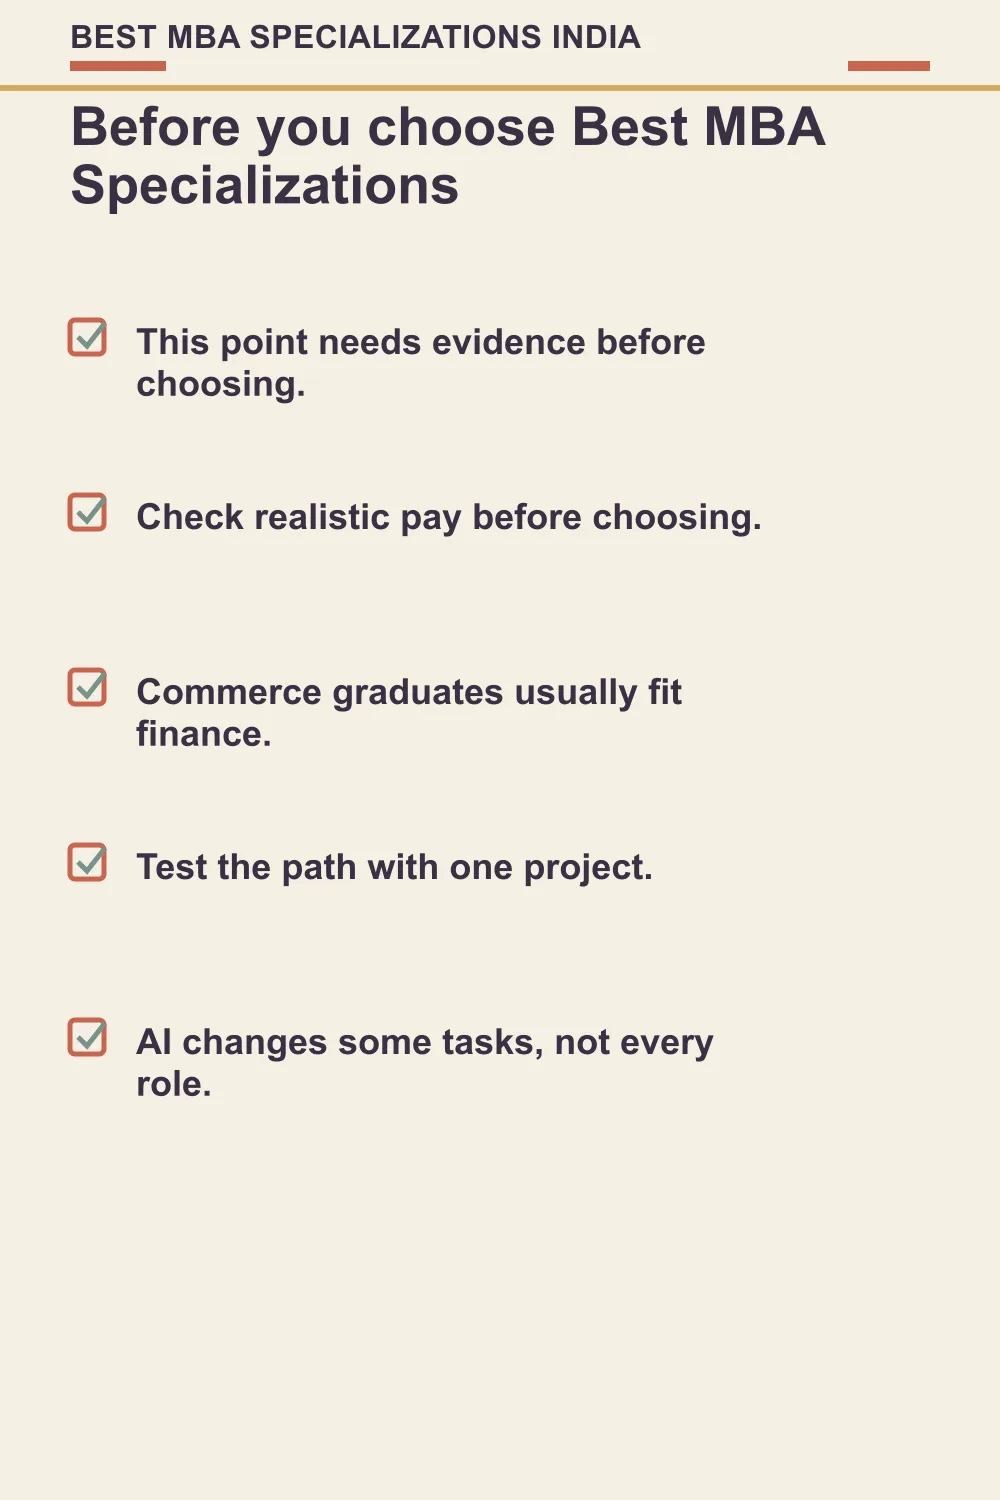 BEST MBA SPECIALIZATIONS INDIA
Before you choose Best MBA
Specializations
This point needs evidence before
choosing.
Check realistic pay before choosing.
Commerce graduates usually fit
finance.
Test the path with one project.
AI changes some tasks, not every
role.